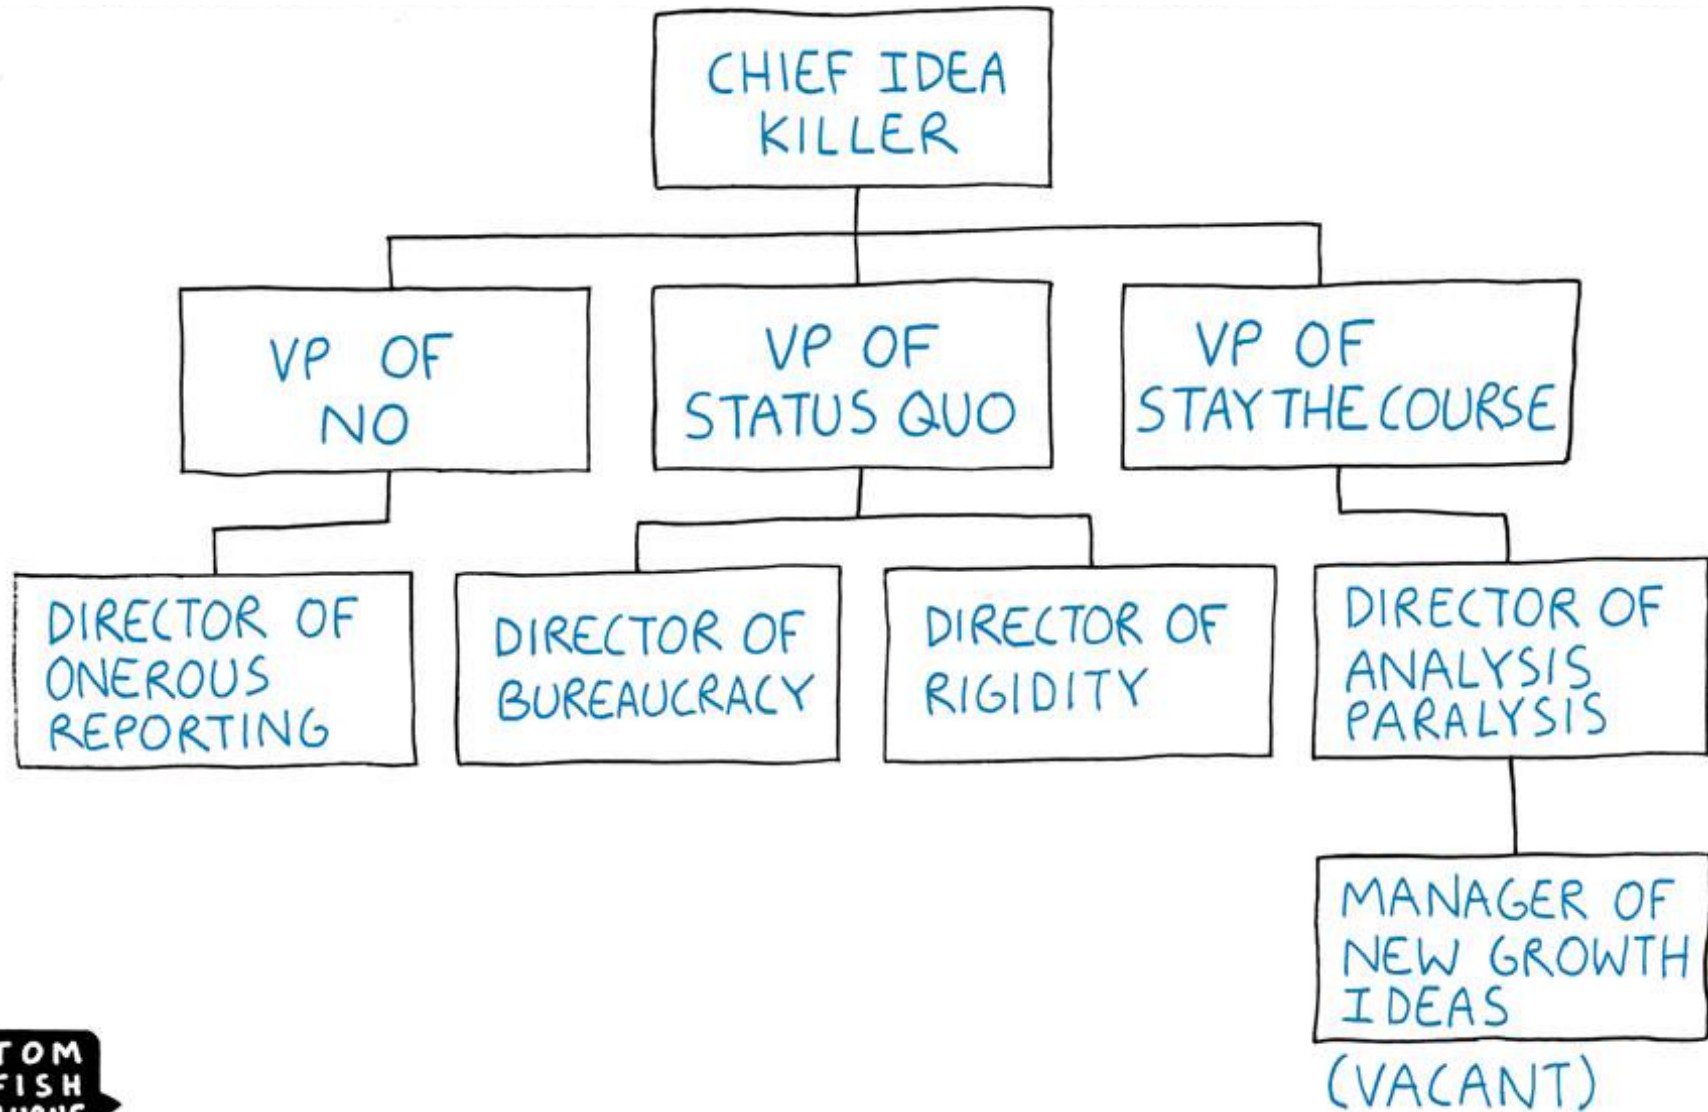 CHIEF IDEA
KILLER
VP OF
NO
VP OF
STATUS QUO
VP OF
STAY THE COURSE
DIRECTOR OF
ONEROUS
REPORTING
DIRECTOR OF
BUREAUCRACY
DIRECTOR OF
RIGIDITY
DIRECTOR OF
ANALYSIS
PARALYSIS
MANAGER OF
NEW GROWTH
IDEAS
(VACANT)
TOM
FISH